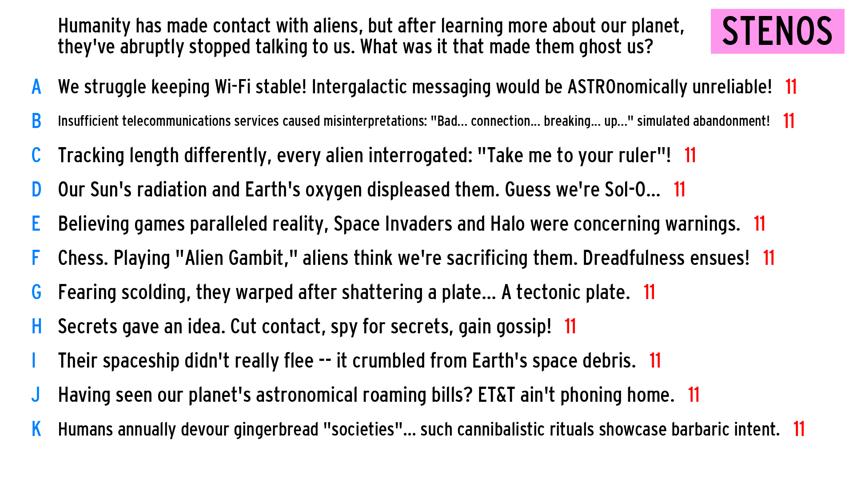 Humanity has made contact with aliens, but after learning more about our planet,
they've abruptly stopped talking to us. What was it that made them ghost us?
STENOS
A We struggle keeping Wi-Fi stable! Intergalactic messaging would be ASTROnomically unreliable! 11
B Insufficient telecommunications services caused misinterpretations: "Bad... connection... breaking... up..." simulated abandonment! 11
C Tracking length differently, every alien interrogated: "Take me to your ruler"! 11
D Our Sun's radiation and Earth's oxygen displeased them. Guess we're Sol-O... 11
E Believing games paralleled reality, Space Invaders and Halo were concerning warnings. 11
F Chess. Playing "Alien Gambit," aliens think we're sacrificing them. Dreadfulness ensues! 11
G Fearing scolding, they warped after shattering a plate... A tectonic plate. 11
H Secrets gave an idea. Cut contact, spy for secrets, gain gossip! 11
I Their spaceship didn't really flee -- it crumbled from Earth's space debris. 11
J Having seen our planet's astronomical roaming bills? ET&T ain't phoning home. 11
K Humans annually devour gingerbread "societies"... such cannibalistic rituals showcase barbaric intent. 11